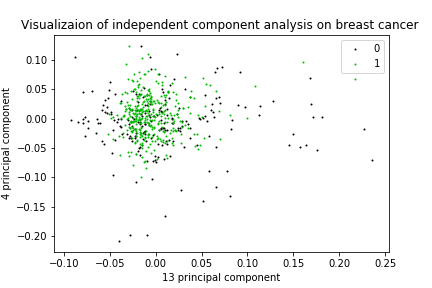 Visualizaion of independent component analysis on breast cancer
0
1
0.10
0.05
0.00
−0.05
−0.10
−0.15
−0.20
4 principal component
−0.10 −0.05 0.00 0.05 0.10 0.15 0.20 0.25
13 principal component